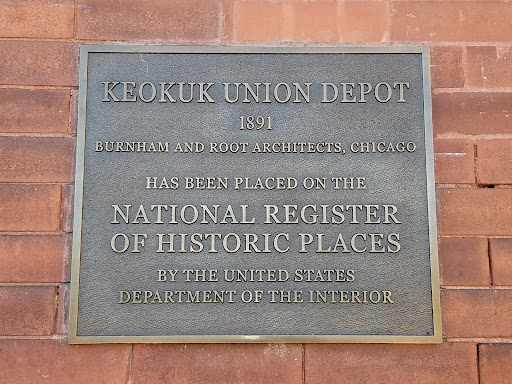 KEOKUK UNION DEPOT
1891
BURNHAM AND ROOT ARCHITECTS, CHICAGO
HAS BEEN PLACED ON THE
NATIONAL REGISTER
OF HISTORIC PLACES
BY THE UNITED STATES
DEPARTMENT OF THE INTERIOR